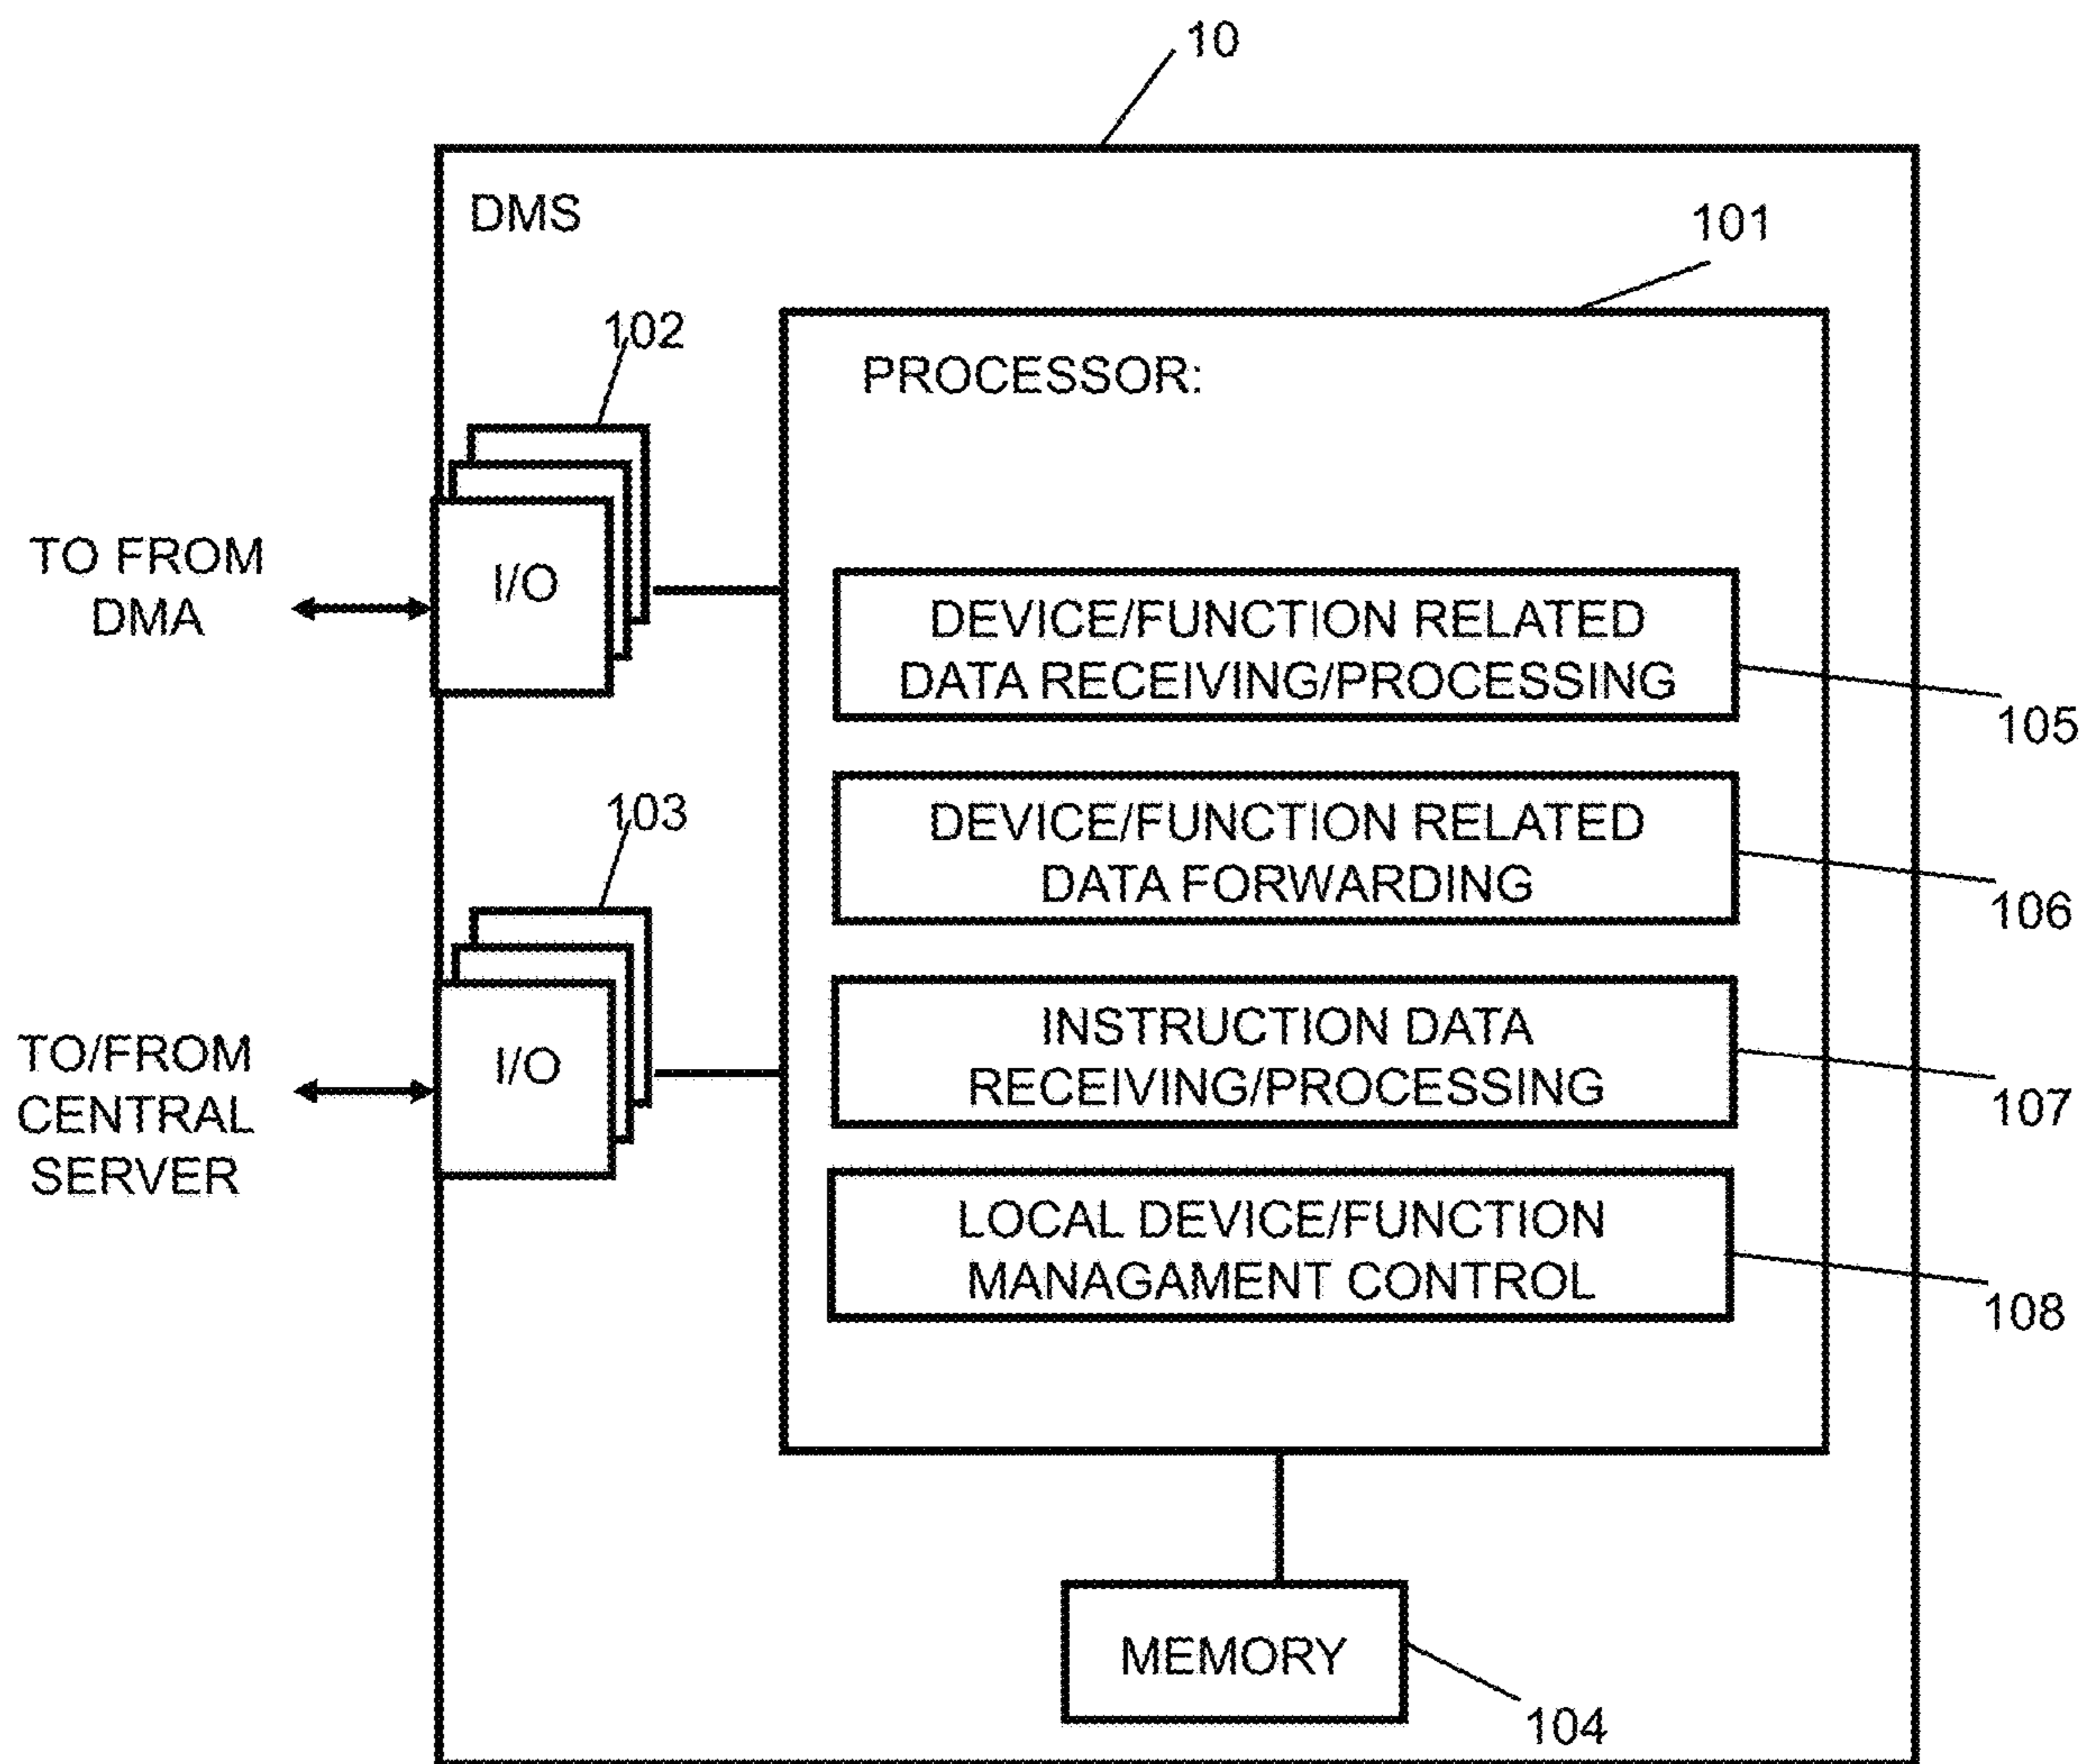 10
DMS
101
102
PROCESSOR:
TO FROM
DMA
I/O
DEVICE/FUNCTION RELATED
DATA RECEIVING/PROCESSING
105
103
DEVICE/FUNCTION RELATED
DATA FORWARDING
106
TO/FROM
CENTRAL
SERVER
I/O
INSTRUCTION DATA
RECEIVING/PROCESSING
107
LOCAL DEVICE/FUNCTION
MANAGAMENT CONTROL
108
MEMORY
104